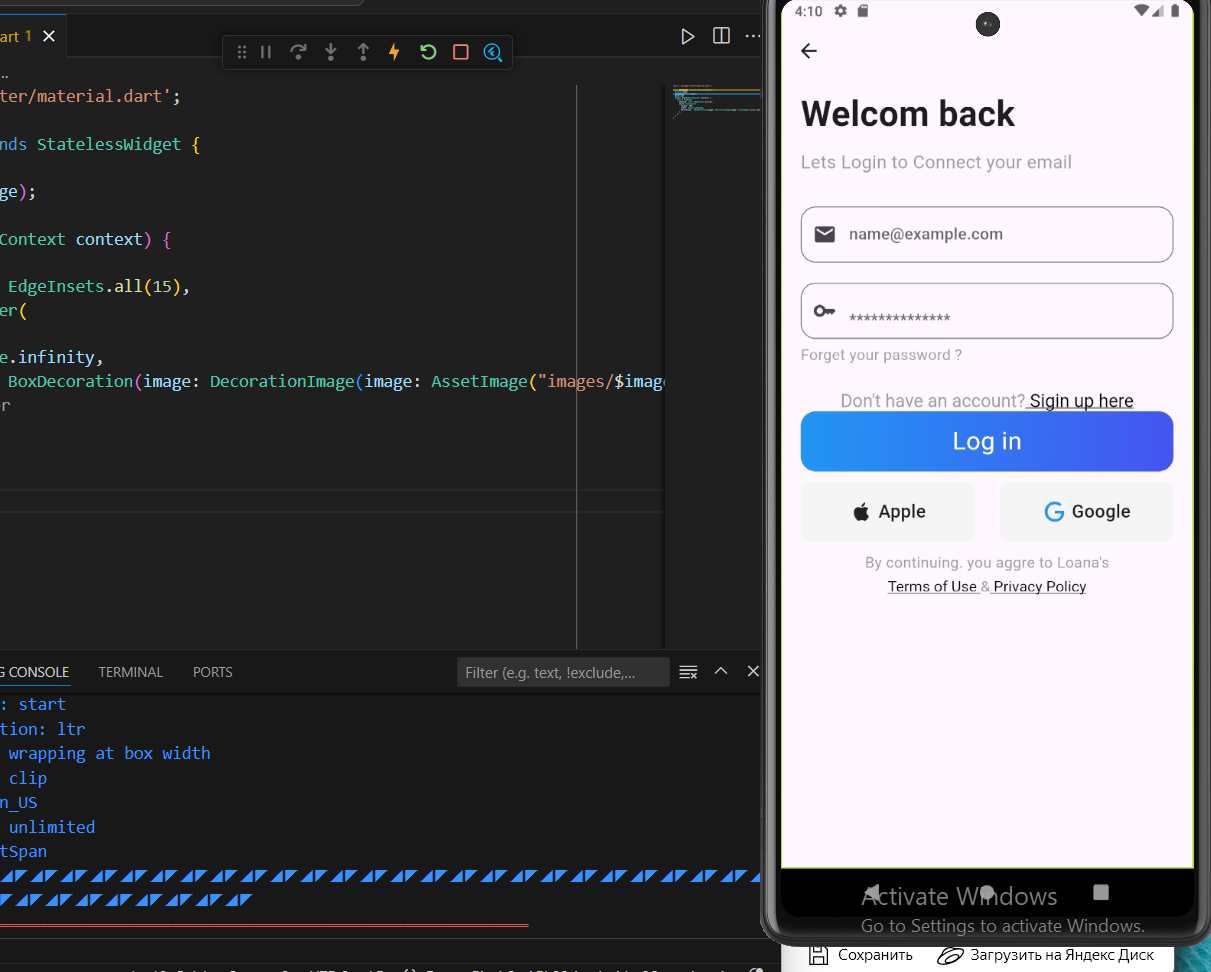 art 1
…
ter/material.dart';
nds StatelessWidget {
ge);
Context context) {
EdgeInsets.all(15),
er(
e.infinity,
BoxDecoration(image: DecorationImage(image: AssetImage("images/$image
r
G CONSOLE TERMINAL PORTS
Filter (e.g. text, !exclude,...
: start
tion: ltr
wrapping at box width
clip
n_US
unlimited
tSpan
4:10
Welcom back
Lets Login to Connect your email
name@example.com
**************
Forget your password ?
Don't have an account? Sigin up here
Log in
Apple
Google
By continuing. you aggre to Loana's
Terms of Use & Privacy Policy
Activate Windows
Go to Settings to activate Windows.
Сохранить
Загрузить на Яндекс Диск